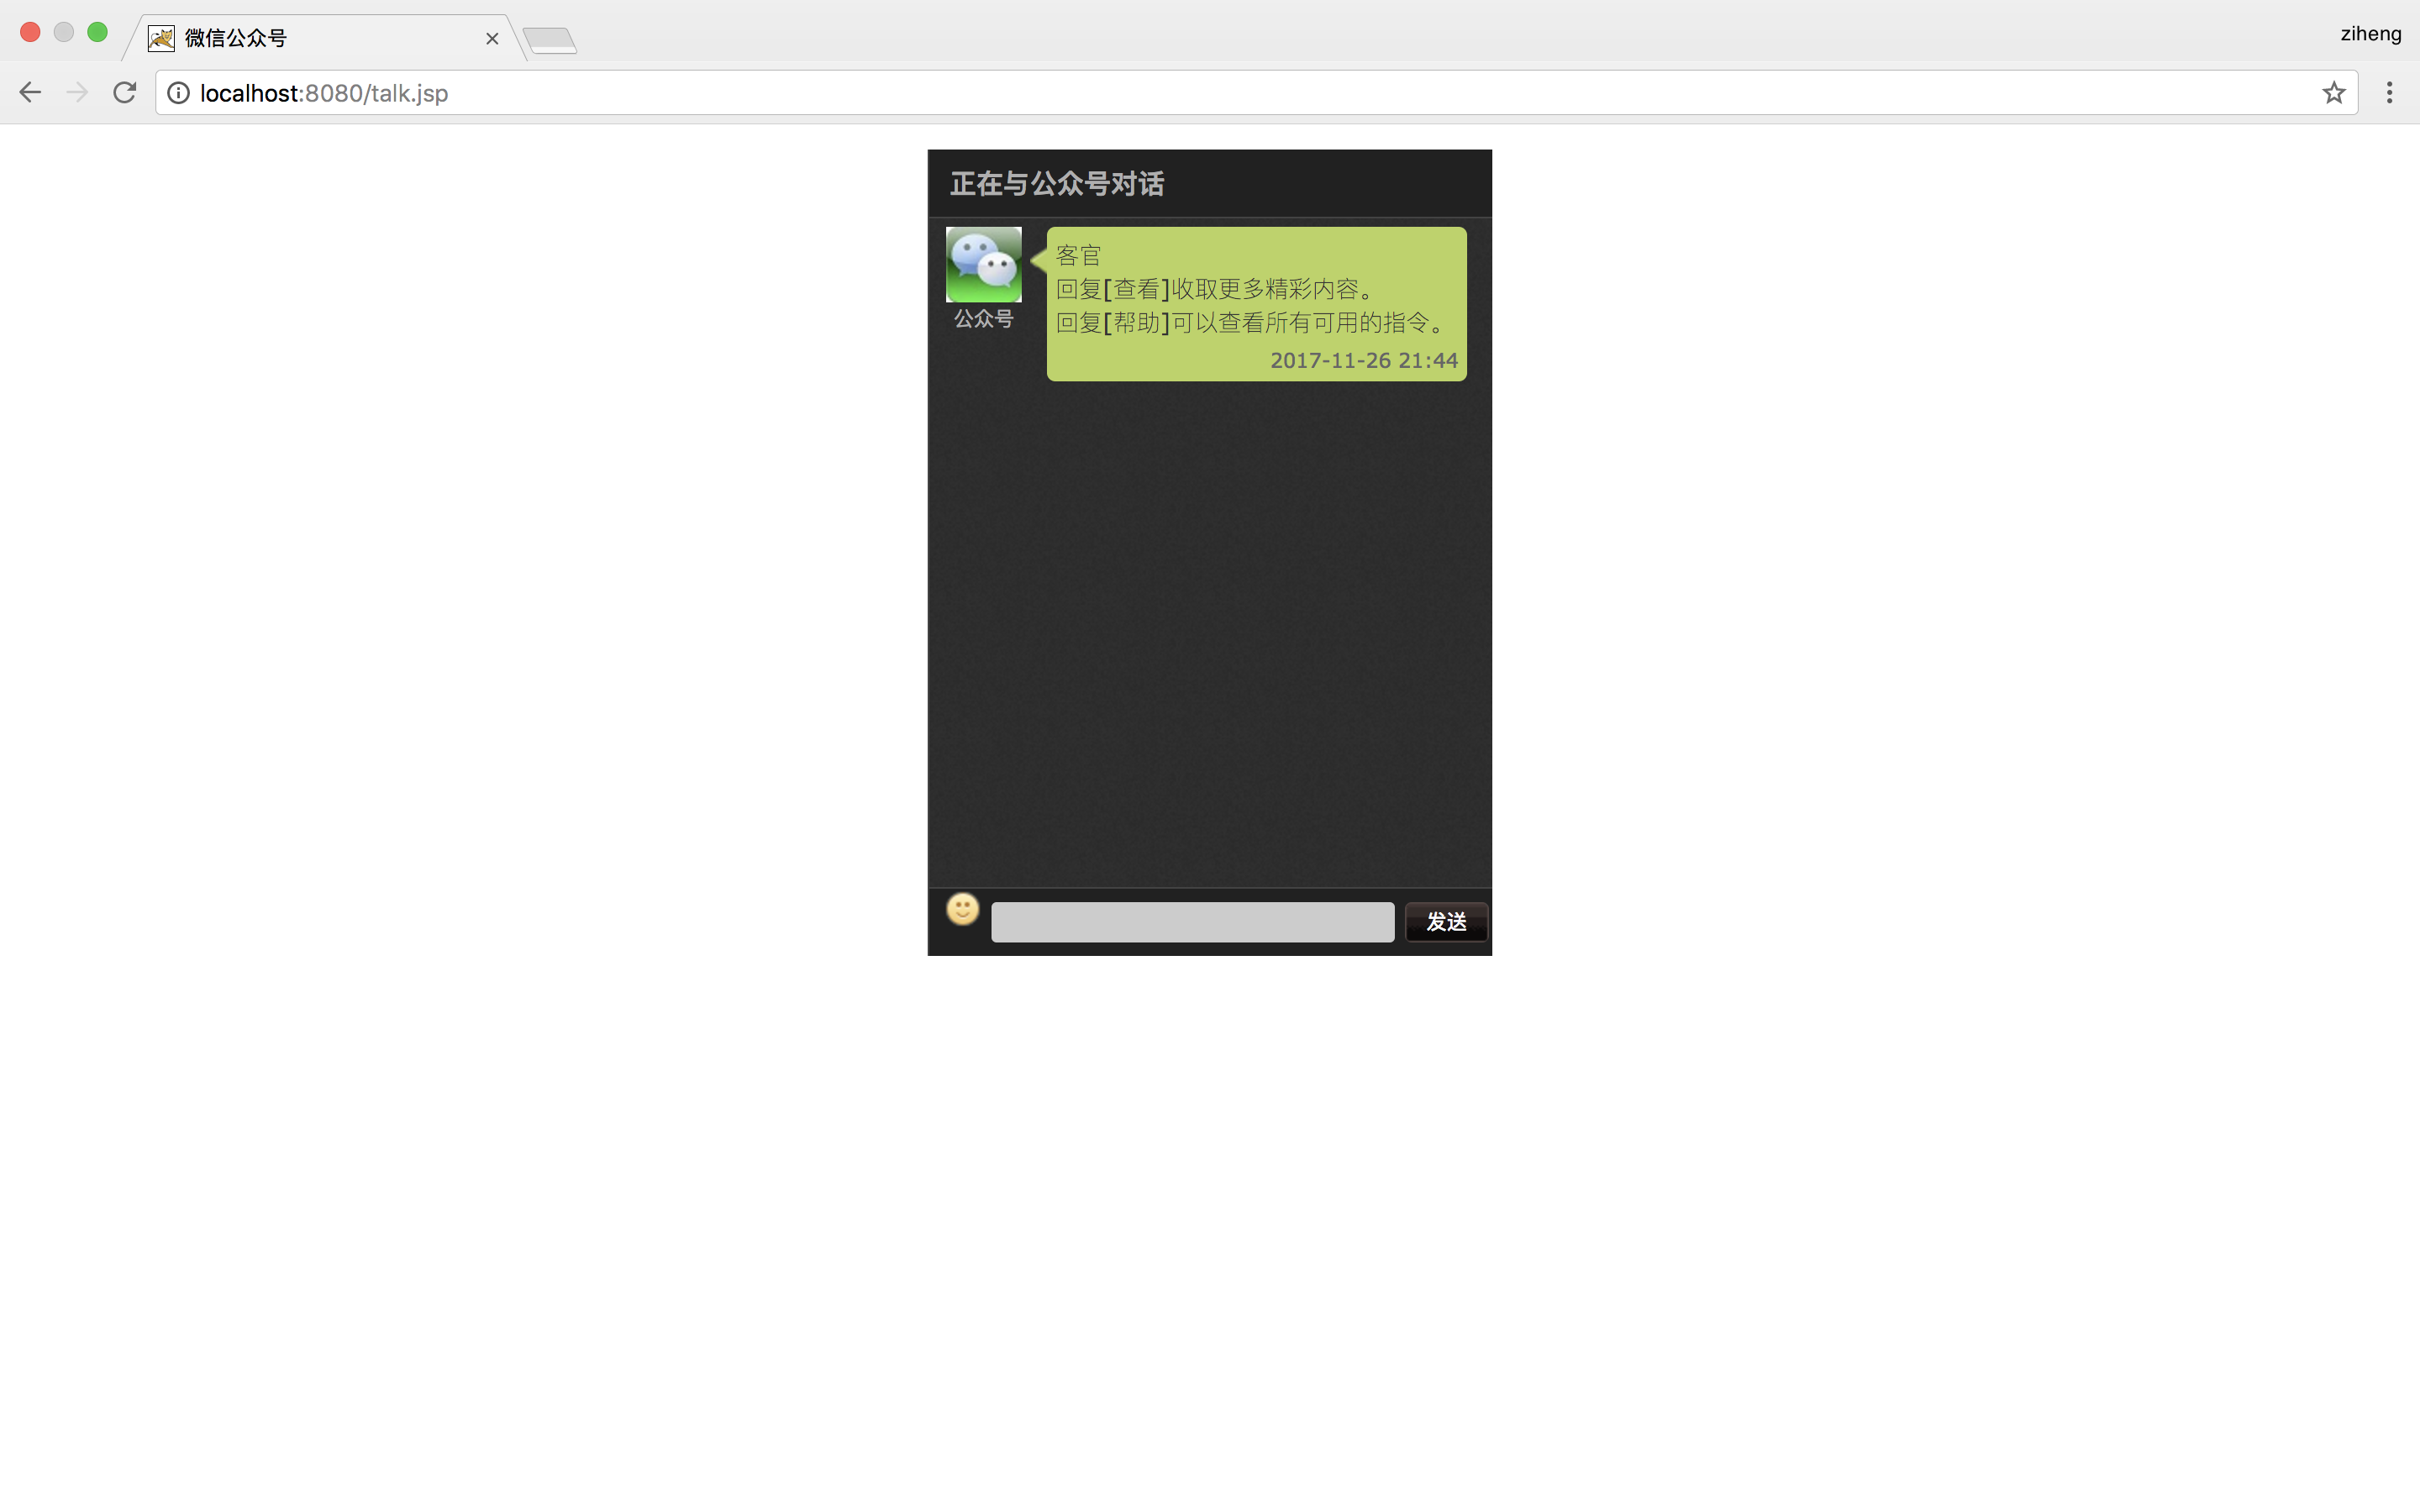 微信公众号
ziheng
localhost:8080/talk.jsp
正在与公众号对话
客官
回复[查看]收取更多精彩内容。
回复[帮助]可以查看所有可用的指令。
2017-11-26 21:44
公众号
发送